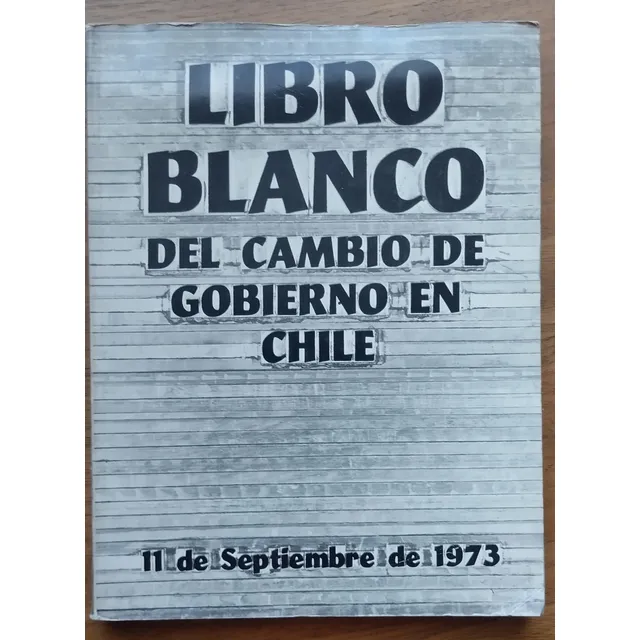 LIBRO
BLANCO
DEL CAMBIO DE
GOBIERNO EN
CHILE
11 de Septiembre de 1973